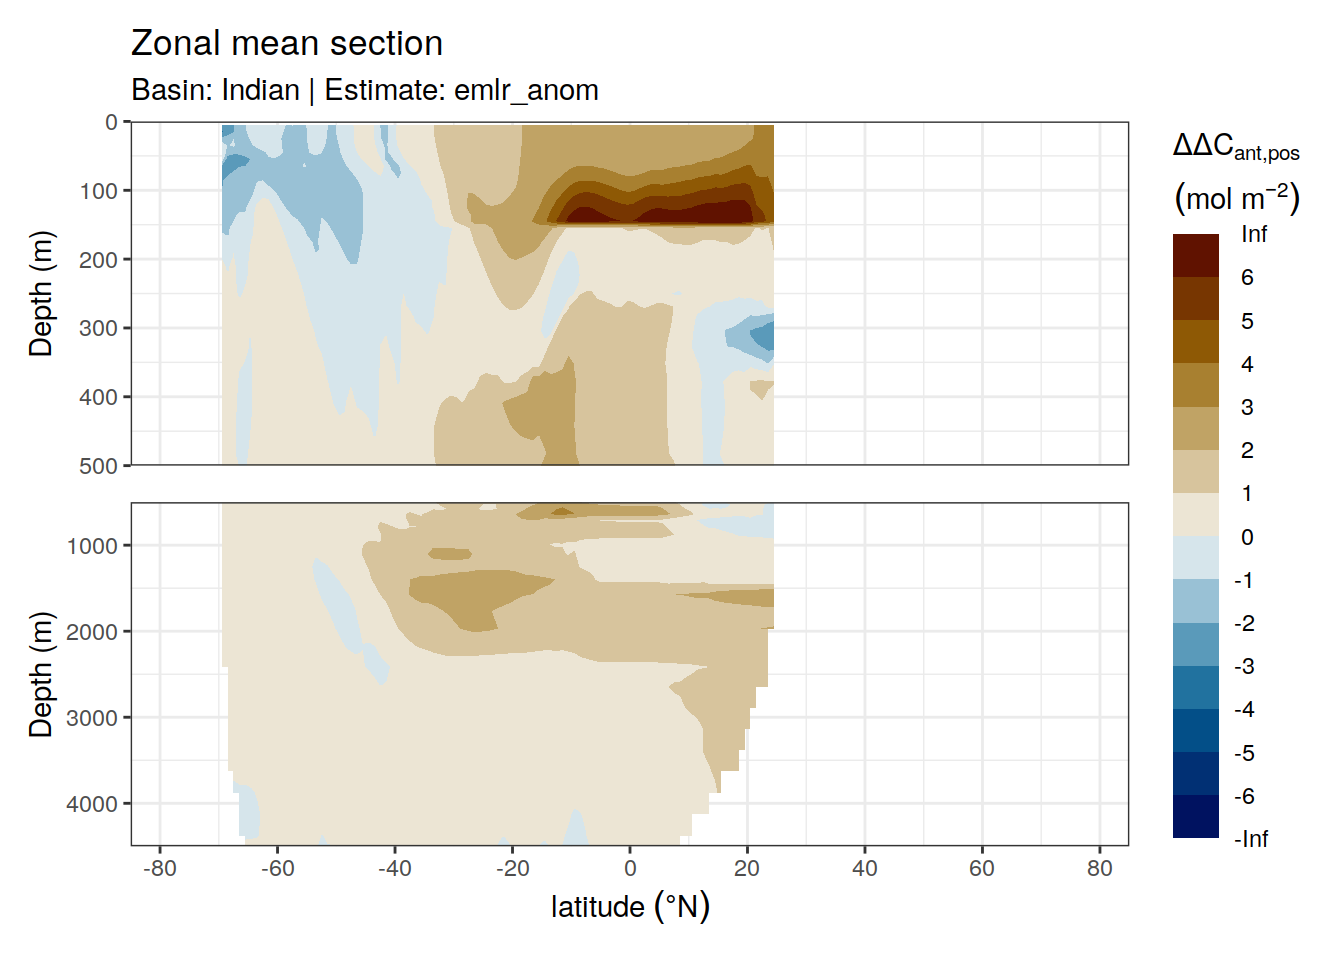 Zonal mean section
Basin: Indian | Estimate: emlr_anom
0
100
200
300
400
500
Depth (m)
1000
2000
3000
4000
Depth (m)
-80 -60 -40 -20 0 20 40 60 80
latitude (°N)
ΔΔCant,pos
(mol m⁻²)
Inf
6
5
4
3
2
1
0
-1
-2
-3
-4
-5
-6
-Inf